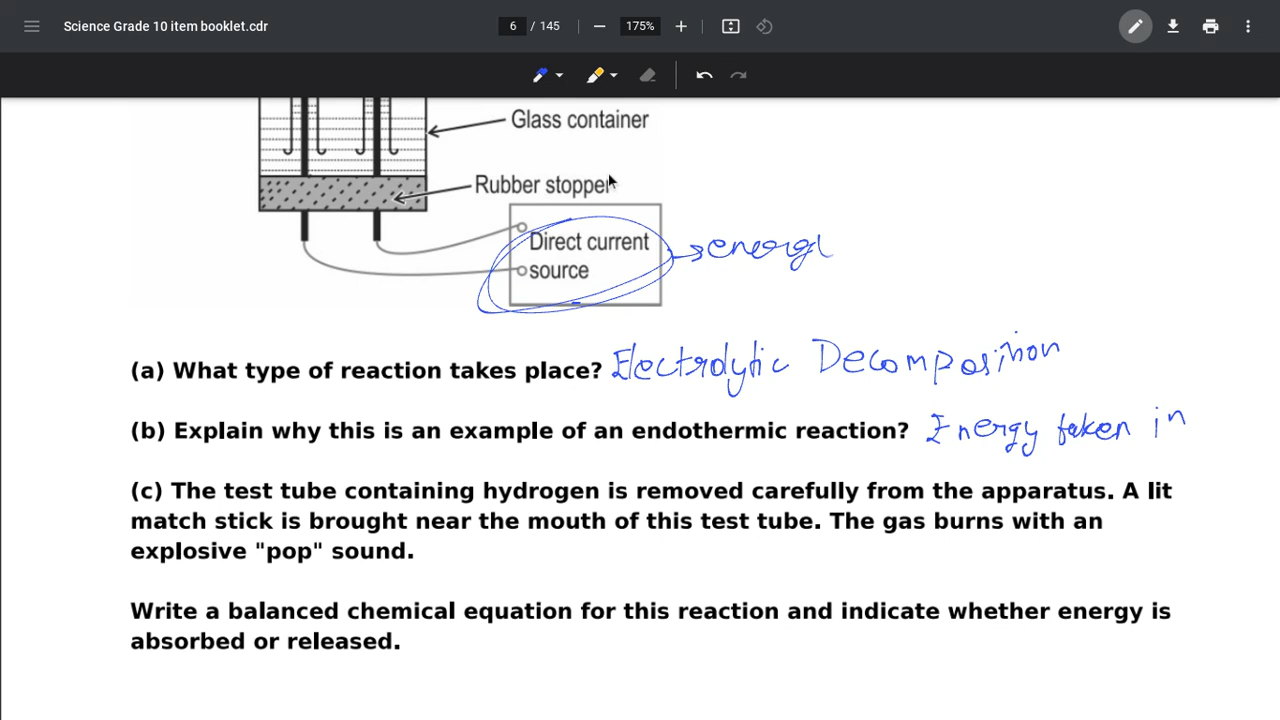 Science Grade 10 item booklet.cdr
6 / 145
175%
Glass container
Rubber stopper
Direct current
source
energ
(a) What type of reaction takes place? Electrolytic Decomposition
(b) Explain why this is an example of an endothermic reaction? Energy taken in
(c) The test tube containing hydrogen is removed carefully from the apparatus. A lit
match stick is brought near the mouth of this test tube. The gas burns with an
explosive "pop" sound.
Write a balanced chemical equation for this reaction and indicate whether energy is
absorbed or released.